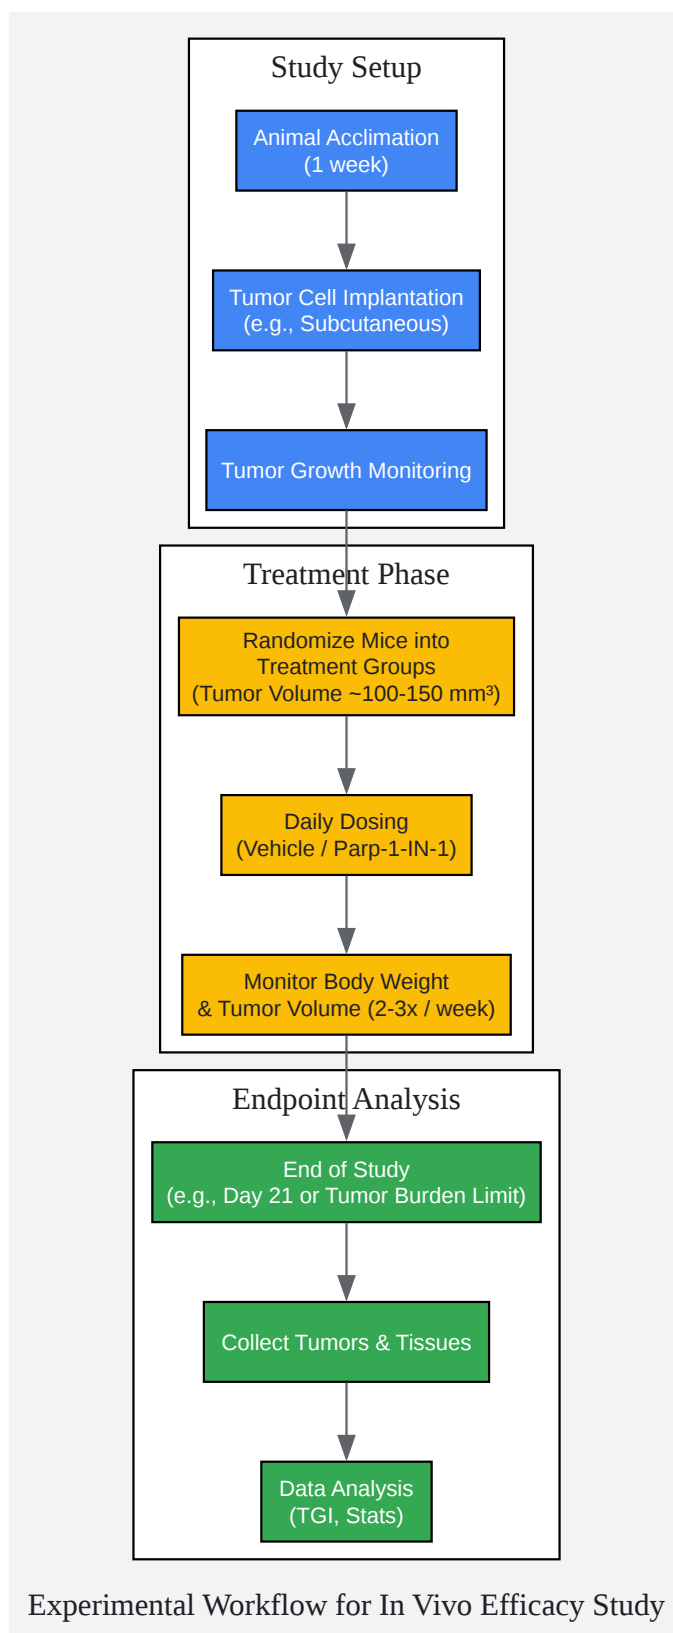 Study Setup
Animal Acclimation
(1 week)
Tumor Cell Implantation
(e.g., Subcutaneous)
Tumor Growth Monitoring
Treatment Phase
Randomize Mice into
Treatment Groups
(Tumor Volume ~100-150 mm³)
Daily Dosing
(Vehicle / Parp-1-IN-1)
Monitor Body Weight
& Tumor Volume (2-3x / week)
Endpoint Analysis
End of Study
(e.g., Day 21 or Tumor Burden Limit)
Collect Tumors & Tissues
Data Analysis
(TGI, Stats)
Experimental Workflow for In Vivo Efficacy Study